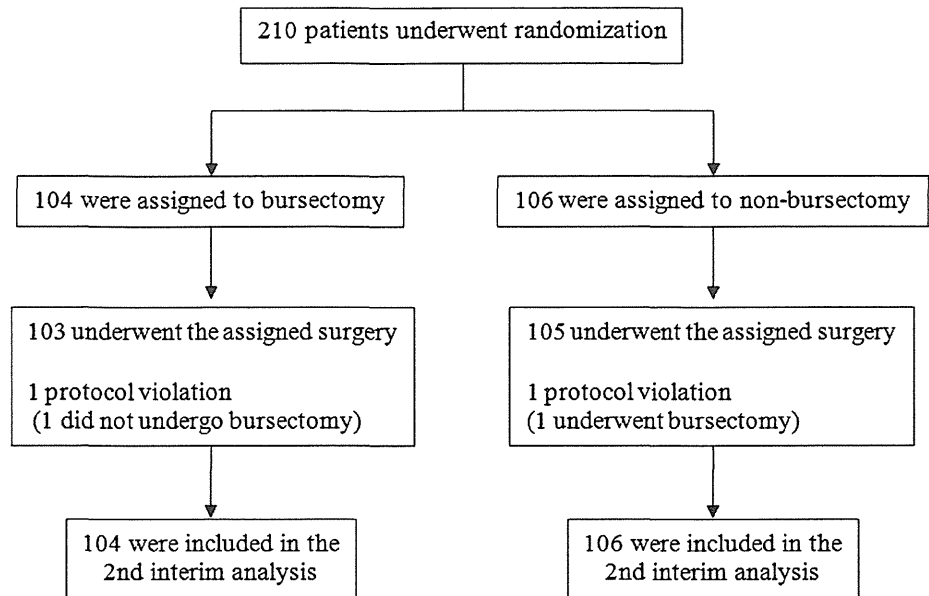 210 patients underwent randomization
104 were assigned to bursectomy
106 were assigned to non-bursectomy
103 underwent the assigned surgery
1 protocol violation
(1 did not undergo bursectomy)
105 underwent the assigned surgery
1 protocol violation
(1 underwent bursectomy)
104 were included in the
2nd interim analysis
106 were included in the
2nd interim analysis